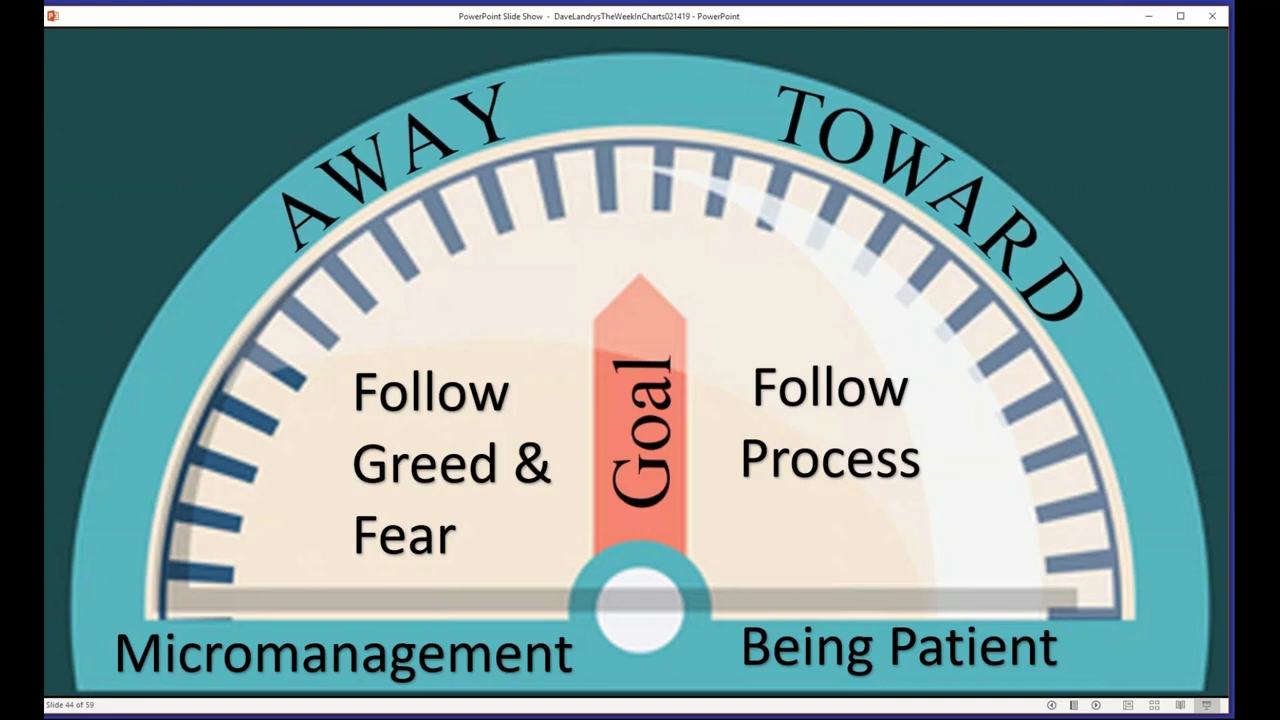 PowerPoint Slide Show - DaveLandrysTheWeekInCharts021419 - PowerPoint
AWAY
TOWARD
Follow
Greed &
Fear
Goal
Follow
Process
Micromanagement
Being Patient
Slide 44 of 59